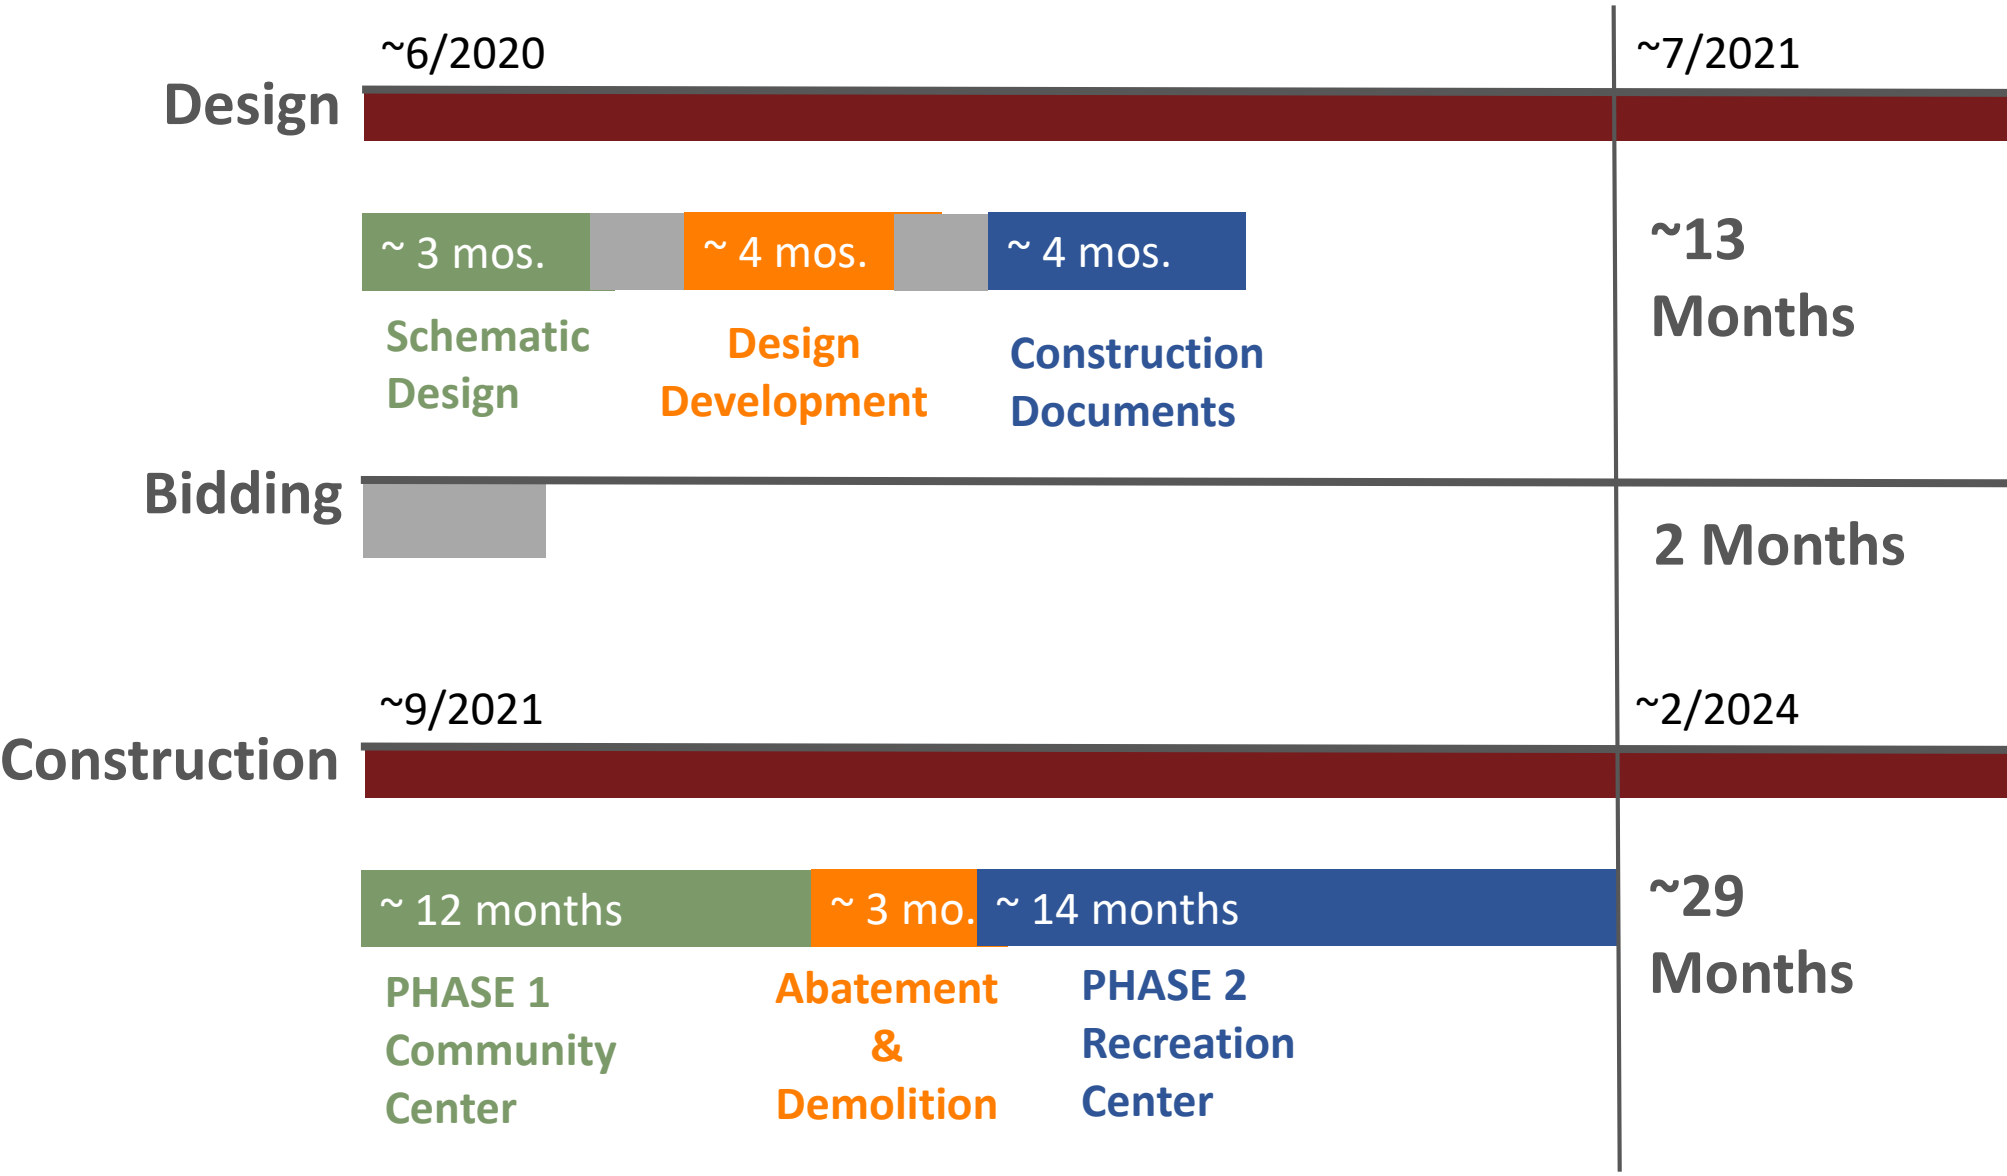 ~6/2020
~7/2021
Design
~ 3 mos.
~ 4 mos.
~ 4 mos.
~13
Months
Schematic
Design
Design
Development
Construction
Documents
Bidding
2 Months
~9/2021
~2/2024
Construction
~ 12 months
~ 3 mo.
~ 14 months
~29
Months
PHASE 1
Community
Center
Abatement
&
Demolition
PHASE 2
Recreation
Center